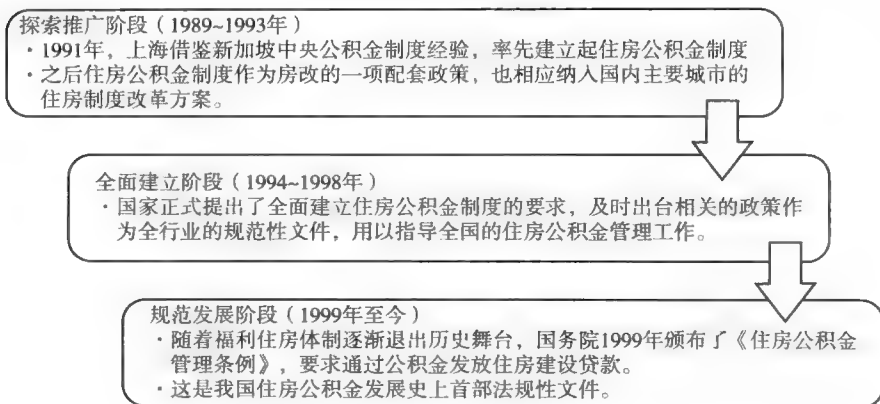 探索推广阶段（1989~1993年）
· 1991年，上海借鉴新加坡中央公积金制度经验，率先建立起住房公积金制度
· 之后住房公积金制度作为房改的一项配套政策，也相应纳入国内主要城市的
住房制度改革方案。
全面建立阶段（1994~1998年）
· 国家正式提出了全面建立住房公积金制度的要求，及时出台相关的政策作
为全行业的规范性文件，用以指导全国的住房公积金管理工作。
规范发展阶段（1999年至今）
· 随着福利住房体制逐渐退出历史舞台，国务院1999年颁布了《住房公积金
管理条例》，要求通过公积金发放住房建设贷款。
· 这是我国住房公积金发展史上首部法规性文件。